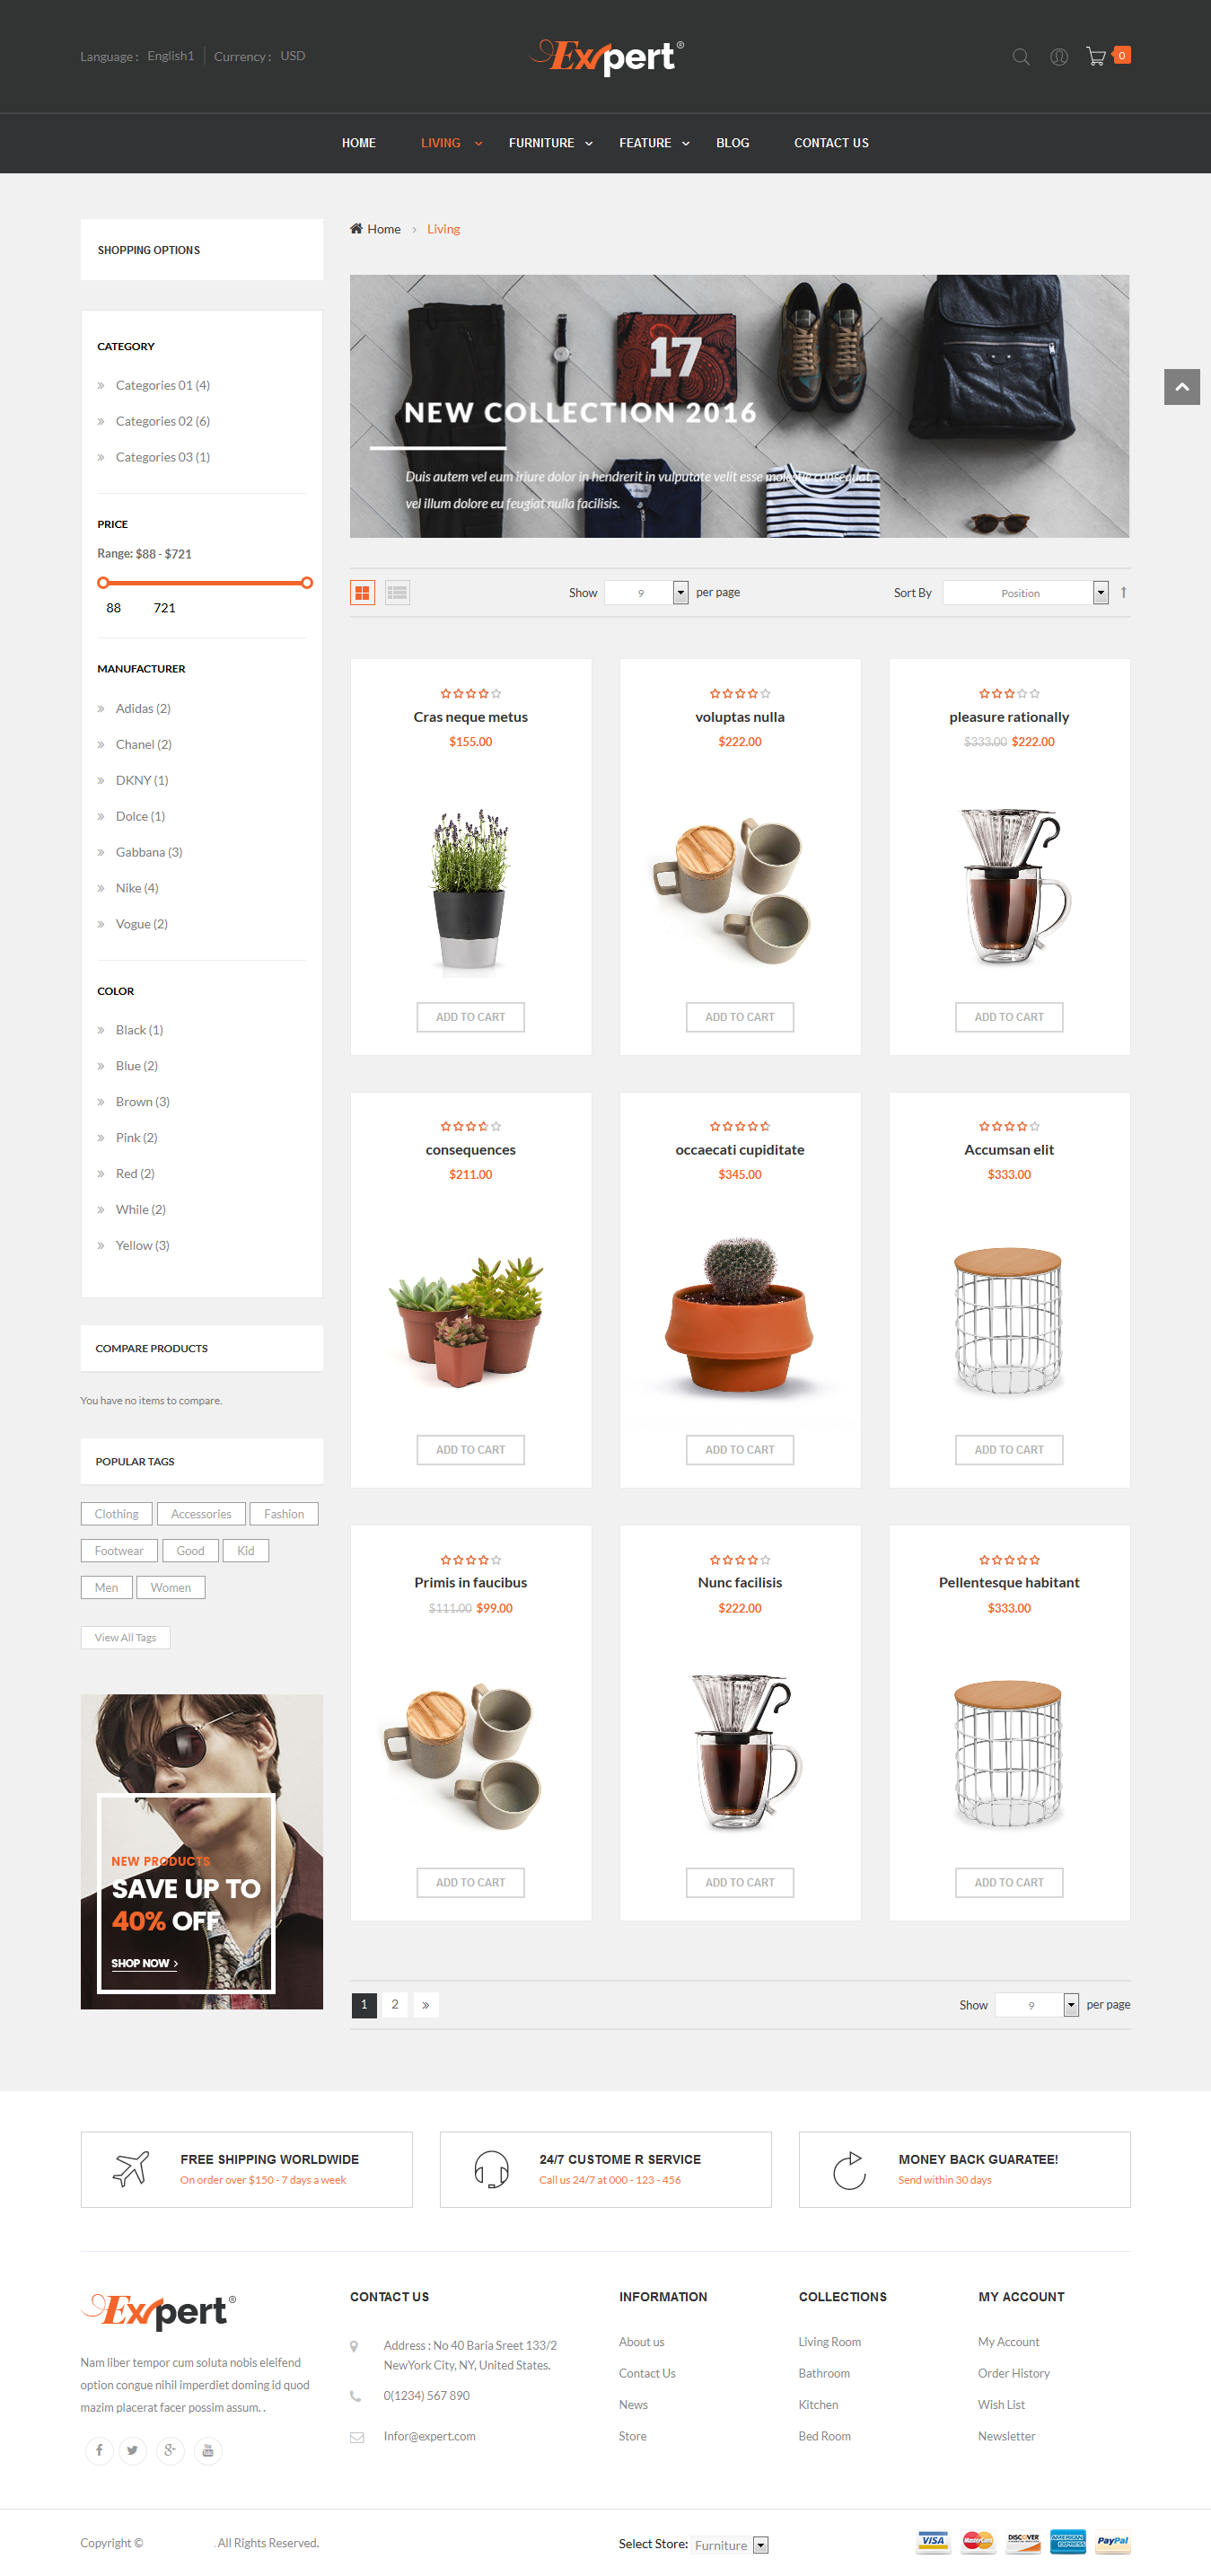 Language : English1 Currency : USD
Expert®
0
HOME LIVING FURNITURE FEATURE BLOG CONTACT US
SHOPPING OPTIONS
CATEGORY
Categories 01 (4)
Categories 02 (6)
Categories 03 (1)
PRICE
Range: $88 - $721
88 721
MANUFACTURER
Adidas (2)
Chanel (2)
DKNY (1)
Dolce (1)
Gabbana (3)
Nike (4)
Vogue (2)
COLOR
Black (1)
Blue (2)
Brown (3)
Pink (2)
Red (2)
While (2)
Yellow (3)
COMPARE PRODUCTS
You have no items to compare.
POPULAR TAGS
Clothing Accessories Fashion
Footwear Good Kid
Men Women
View All Tags
NEW PRODUCTS
SAVE UP TO
40% OFF
SHOP NOW >
Home > Living
17
NEW COLLECTION 2016
Duis autem vel eum iriure dolor in hendrerit in vulputate velit esse molestie consequat,
vel illum dolore eu feugiat nulla facilisis.
Show 9 per page Sort By Position
Cras neque metus
$155.00
ADD TO CART
voluptas nulla
$222.00
ADD TO CART
pleasure rationally
$333.00 $222.00
ADD TO CART
consequences
$211.00
ADD TO CART
occaecati cupiditate
$345.00
ADD TO CART
Accumsan elit
$333.00
ADD TO CART
Primis in faucibus
$111.00 $99.00
ADD TO CART
Nunc facilisis
$222.00
ADD TO CART
Pellentesque habitant
$333.00
ADD TO CART
1 2 »
Show 9 per page
FREE SHIPPING WORLDWIDE
On order over $150 - 7 days a week
24/7 CUSTOME R SERVICE
Call us 24/7 at 000 - 123 - 456
MONEY BACK GUARATEE!
Send within 30 days
Expert®
Nam liber tempor cum soluta nobis eleifend
option congue nihil imperdiet doming id quod
mazim placerat facer possim assum. .
CONTACT US
Address : No 40 Baria Sreet 133/2
NewYork City, NY, United States.
0(1234) 567 890
Infor@expert.com
INFORMATION
About us
Contact Us
News
Store
COLLECTIONS
Living Room
Bathroom
Kitchen
Bed Room
MY ACCOUNT
My Account
Order History
Wish List
Newsletter
Copyright © . All Rights Reserved.
Select Store: Furniture
VISA MasterCard DISCOVER AMERICAN EXPRESS PayPal